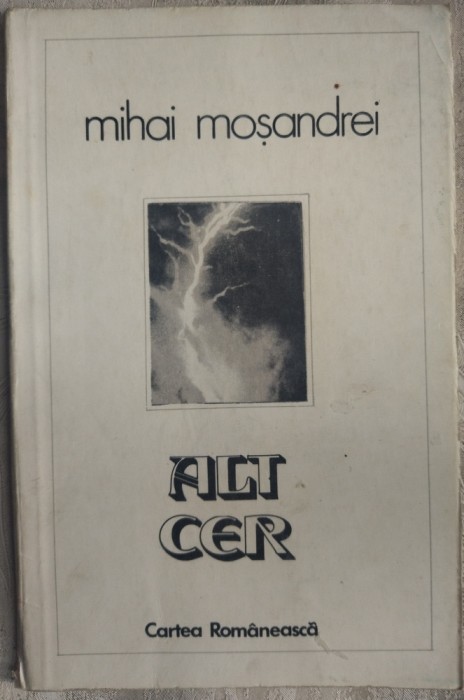 mihai moșandrei
ALT
CER
Cartea Românească